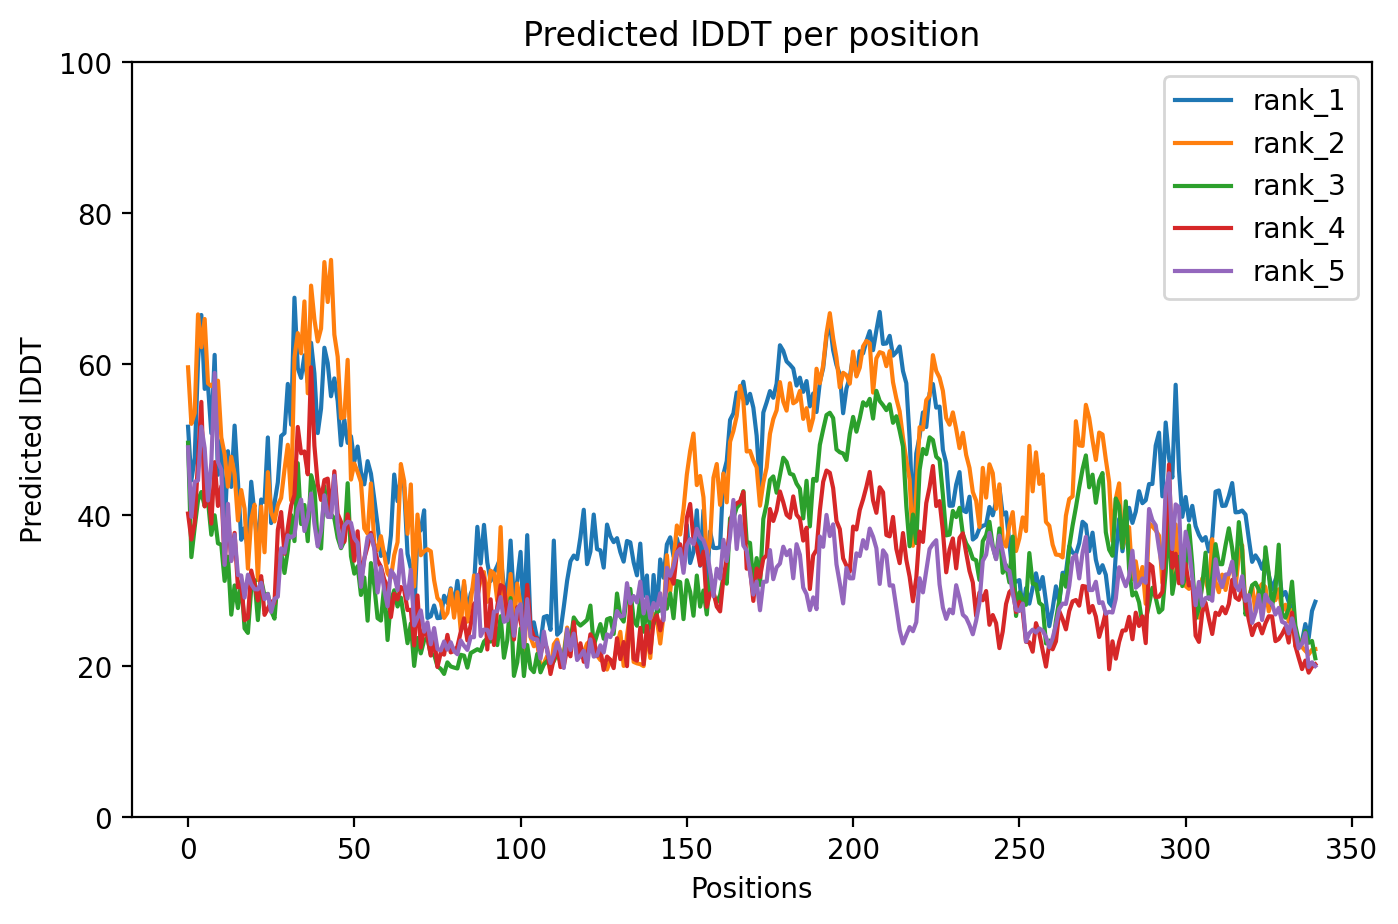 Predicted lDDT per position
100
80
60
40
20
0
Predicted lDDT
rank_1
rank_2
rank_3
rank_4
rank_5
0 50 100 150 200 250 300 350
Positions